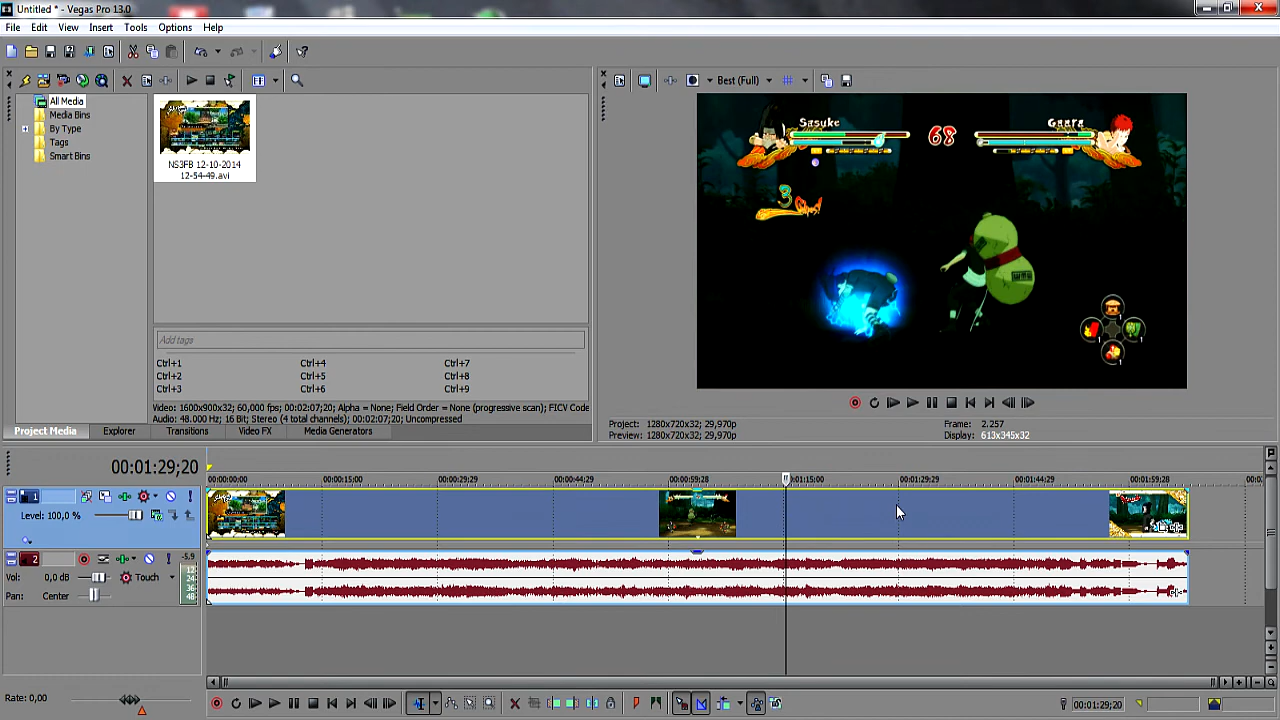 Untitled * - Vegas Pro 13.0
File Edit View Insert Tools Options Help
Best (Full)
All Media
Media Bins
By Type
Tags
Smart Bins
NS3FB 12-10-2014
12-54-49.avi
Sasuke
68
Gaara
3
1
1
1
1
Add tags
Ctrl+1 Ctrl+4 Ctrl+7
Ctrl+2 Ctrl+5 Ctrl+8
Ctrl+3 Ctrl+6 Ctrl+9
Video: 1600x900x32; 60,000 fps; 00:02:07;20; Alpha = None; Field Order = None (progressive scan); FICV Code
Audio: 48.000 Hz; 16 Bit; Stereo (4 total channels); 00:02:07;20; Uncompressed
Project Media Explorer Transitions Video FX Media Generators
Project: 1280x720x32; 29,970p
Preview: 1280x720x32; 29,970p
Frame: 2.257
Display: 613x345x32
00:01:29;20
00:00:00;00 00:00:15;00 00:00:44;29 00:00:59;28 00:01:15;00 00:01:29;29 00:01:44;29 00:01:59;28
1
Level: 100,0 %
2
-5.9
Vol: 0,0 dB Touch
Pan: Center
12
24
36
48
Rate: 0,00
00:01:29;20